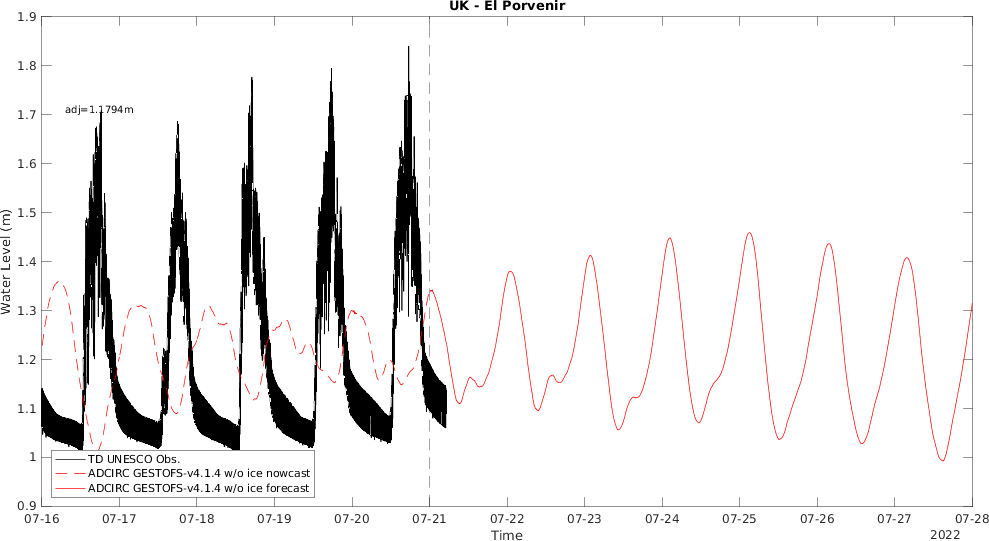 UK - El Porvenir
1.9
1.8
1.7
1.6
1.5
1.4
1.3
1.2
1.1
1
0.9
Water Level (m)
adj=1.1794m
TD UNESCO Obs.
ADCIRC GESTOFS-v4.1.4 w/o ice nowcast
ADCIRC GESTOFS-v4.1.4 w/o ice forecast
07-16 07-17 07-18 07-19 07-20 07-21 07-22 07-23 07-24 07-25 07-26 07-27 07-28
Time
2022